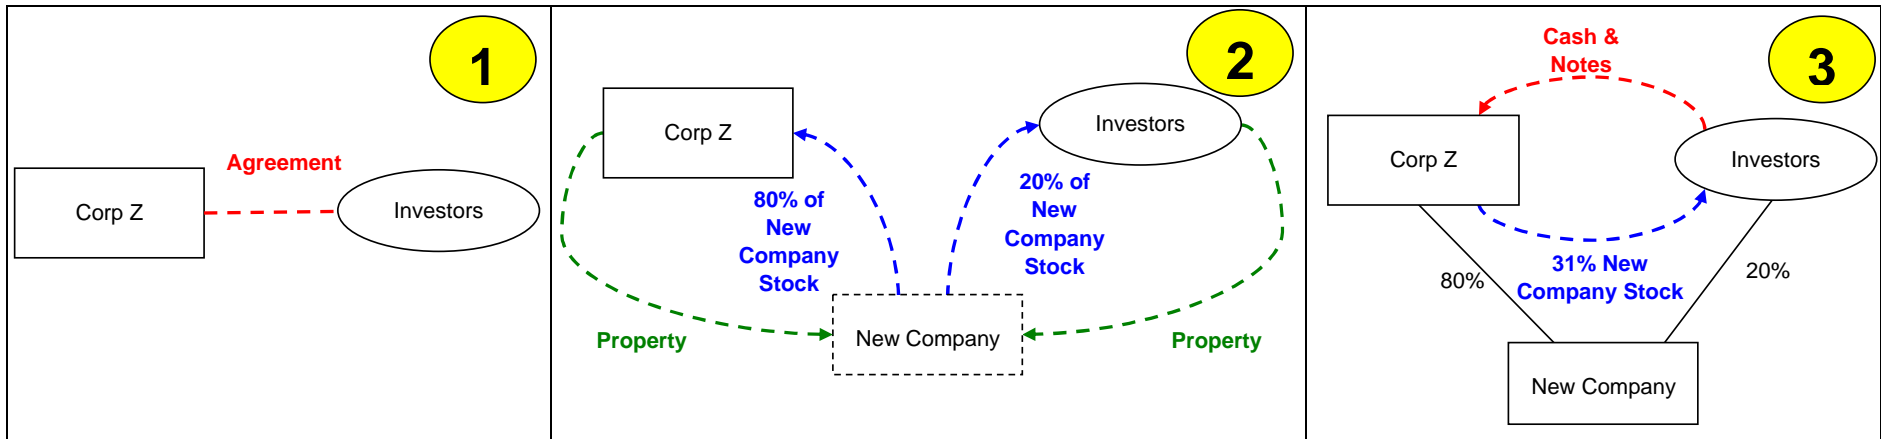 1
Agreement
Corp Z
Investors
2
Corp Z
Investors
80% of
New
Company
Stock
20% of
New
Company
Stock
Property
New Company
Property
3
Cash &
Notes
Corp Z
Investors
31% New
Company Stock
80%
20%
New Company